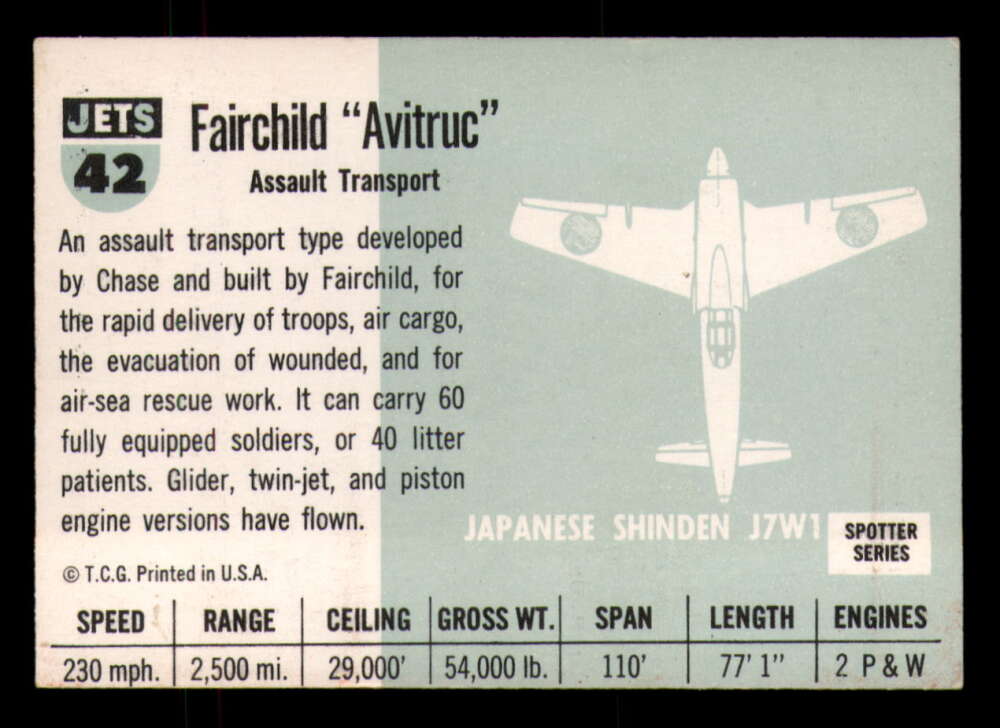 JETS
42
Fairchild “Avitruc”
Assault Transport
An assault transport type developed
by Chase and built by Fairchild, for
the rapid delivery of troops, air cargo,
the evacuation of wounded, and for
air-sea rescue work. It can carry 60
fully equipped soldiers, or 40 litter
patients. Glider, twin-jet, and piston
engine versions have flown.
© T.C.G. Printed in U.S.A.
JAPANESE SHINDEN J7W1
SPOTTER
SERIES
SPEED RANGE CEILING GROSS WT. SPAN LENGTH ENGINES
230 mph. 2,500 mi. 29,000' 54,000 lb. 110' 77' 1" 2 P & W